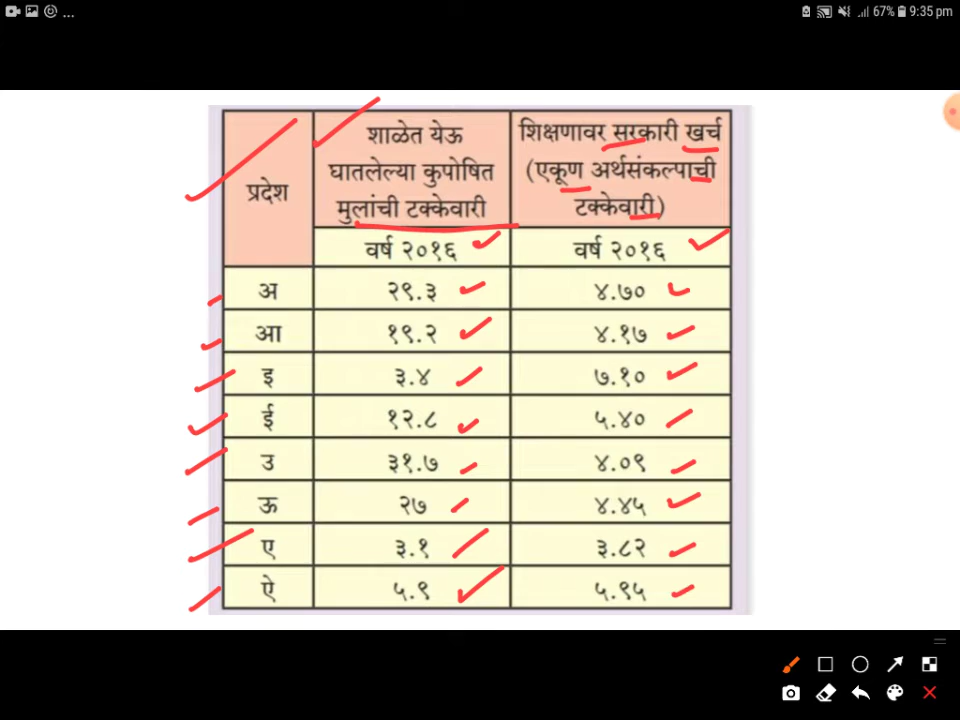 ... 67% 9:35 pm
प्रदेश
शाळेत येऊ
घातलेल्या कुपोषित
मुलांची टक्केवारी
शिक्षणावर सरकारी खर्च
(एकूण अर्थसंकल्पाची
टक्केवारी)
वर्ष २०१६ वर्ष २०१६
अ २९.३ ४.७०
आ १९.२ ४.१७
इ ३.४ ७.१०
ई १२.८ ५.४०
उ ३१.७ ४.०९
ऊ २७ ४.४५
ए ३.१ ३.८२
ऐ ५.९ ५.९५